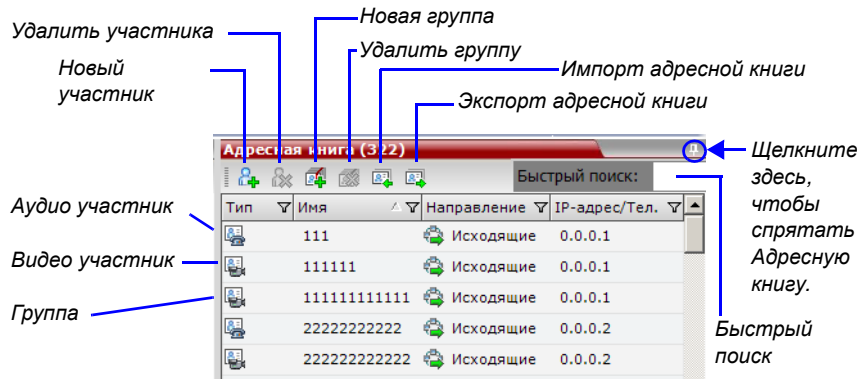 Новая группа
Удалить участника
Удалить группу
Новый
участник
Импорт адресной книги
Экспорт адресной книги
Адресная книга (322)
Быстрый поиск:
Щелкните
здесь,
чтобы
спрятать
Адресную
книгу.
Тип Имя Направление IP-адрес/Тел.
Аудио участник
111 Исходящие 0.0.0.1
Видео участник
111111 Исходящие 0.0.0.1
Группа
111111111111 Исходящие 0.0.0.1
22222222222 Исходящие 0.0.0.2
222222222222 Исходящие 0.0.0.2
Быстрый
поиск